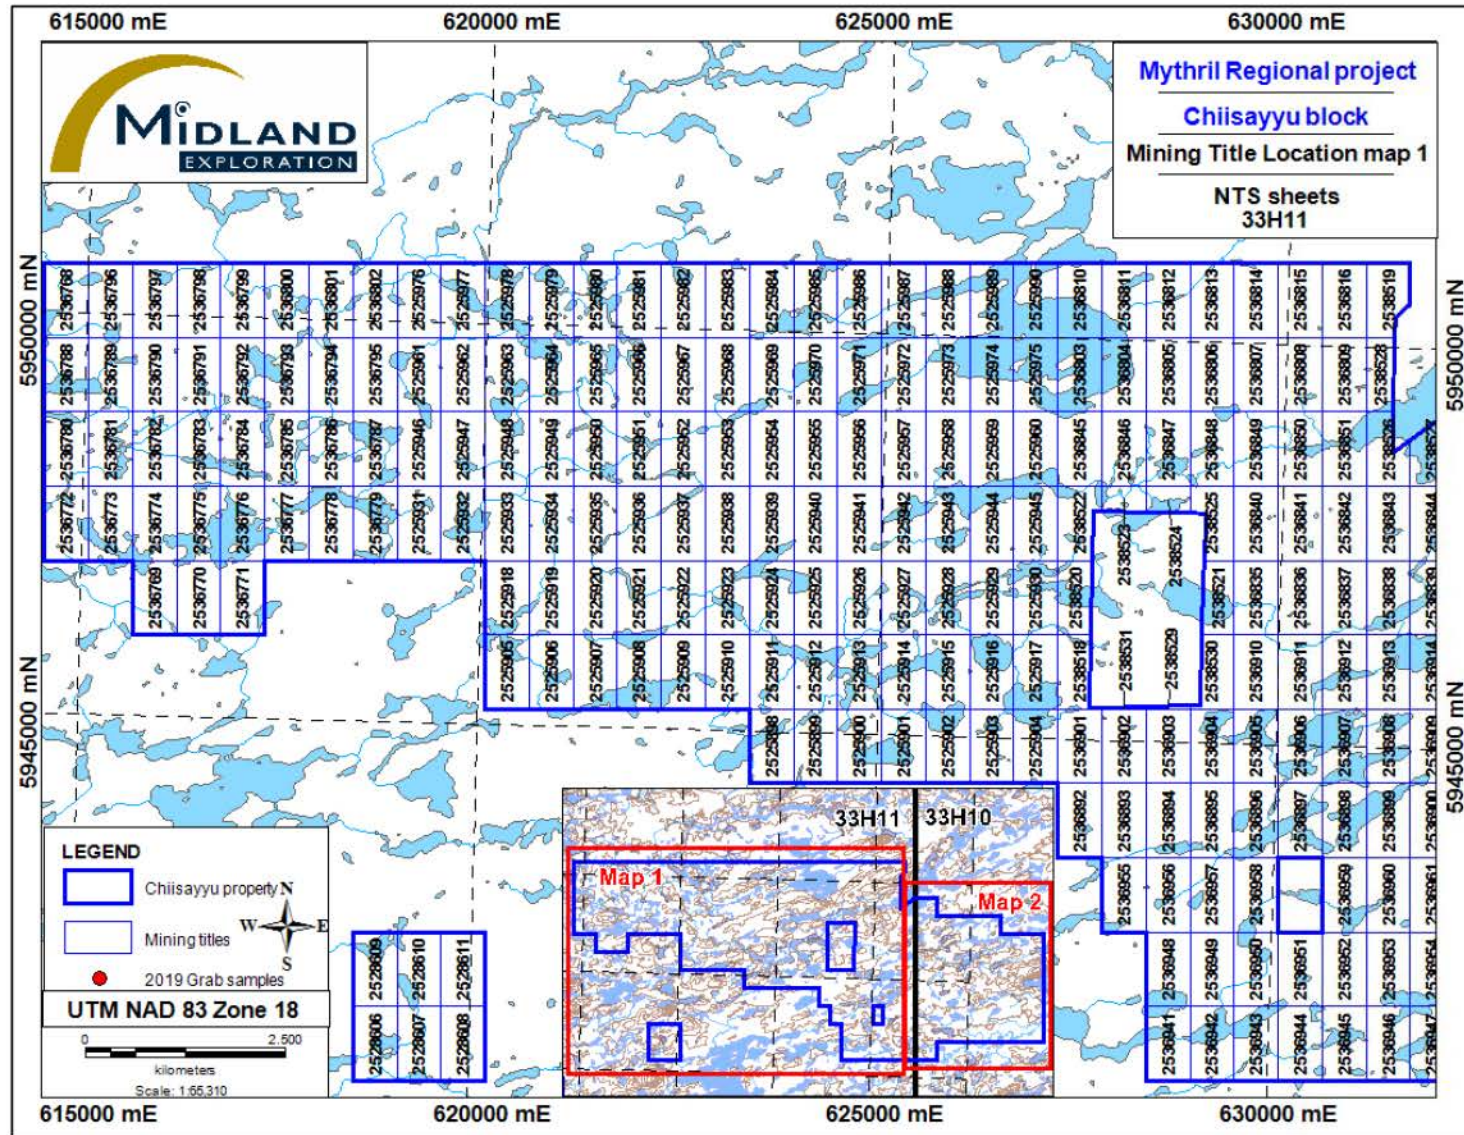 615000 mE 620000 mE 625000 mE 630000 mE
MIDLAND
EXPLORATION
Mythril Regional project
Chiisayyu block
Mining Title Location map 1
NTS sheets
33H11
5950000 mN
5950000 mN
2536768 2536796 2536797 2536798 2536799 2536800 2536801 2536802 2525976 2525977 2525978 2525979 2525980 2525981 2525982 2525983 2525984 2525985 2525986 2525987 2525988 2525989 2525990 2536810 2536811 2536812 2536813 2536814 2536815 2536816 2538519
2536788 2536789 2536790 2536791 2536792 2536793 2536794 2536795 2525961 2525962 2525963 2525964 2525965 2525966 2525967 2525968 2525969 2525970 2525971 2525972 2525973 2525974 2525975 2536803 2536804 2536805 2536806 2536807 2536808 2536809 2538528
2536780 2536781 2536782 2536783 2536784 2536785 2536786 2536787 2525946 2525947 2525948 2525949 2525950 2525951 2525952 2525953 2525954 2525955 2525956 2525957 2525958 2525959 2525960 2536845 2536846 2536847 2536848 2536849 2536850 2536851 2538526 2538527
2536772 2536773 2536774 2536775 2536776 2536777 2536778 2536779 2525931 2525932 2525933 2525934 2525935 2525936 2525937 2525938 2525939 2525940 2525941 2525942 2525943 2525944 2525945 2538522 2538523 2538524 2538525 2536840 2536841 2536842 2536843 2536844
2536769 2536770 2536771 2525918 2525919 2525920 2525921 2525922 2525923 2525924 2525925 2525926 2525927 2525928 2525929 2525930 2538520 2538521 2536835 2536836 2536837 2536838 2536839
2525905 2525906 2525907 2525908 2525909 2525910 2525911 2525912 2525913 2525914 2525915 2525916 2525917 2538518 2538531 2538529 2538530 2536910 2536911 2536912 2536913 2536914
5945000 mN
5945000 mN
2525898 2525899 2525900 2525901 2525902 2525903 2525904 2536901 2536902 2536903 2536904 2536905 2536906 2536907 2536908 2536909
2536892 2536893 2536894 2536895 2536896 2536897 2536898 2536899 2536900
2536955 2536956 2536957 2536958 2536959 2536960 2536961
2528609 2528610 2528611 2536948 2536949 2536950 2536951 2536952 2536953 2536954
2528606 2528607 2528608 2536941 2536942 2536943 2536944 2536945 2536946 2536947
33H11 33H10
Map 1
Map 2
LEGEND
Chiisayyu property
Mining titles
2019 Grab samples
N
W E
S
UTM NAD 83 Zone 18
0 2.500
kilometers
Scale: 1:65,310
615000 mE 620000 mE 625000 mE 630000 mE